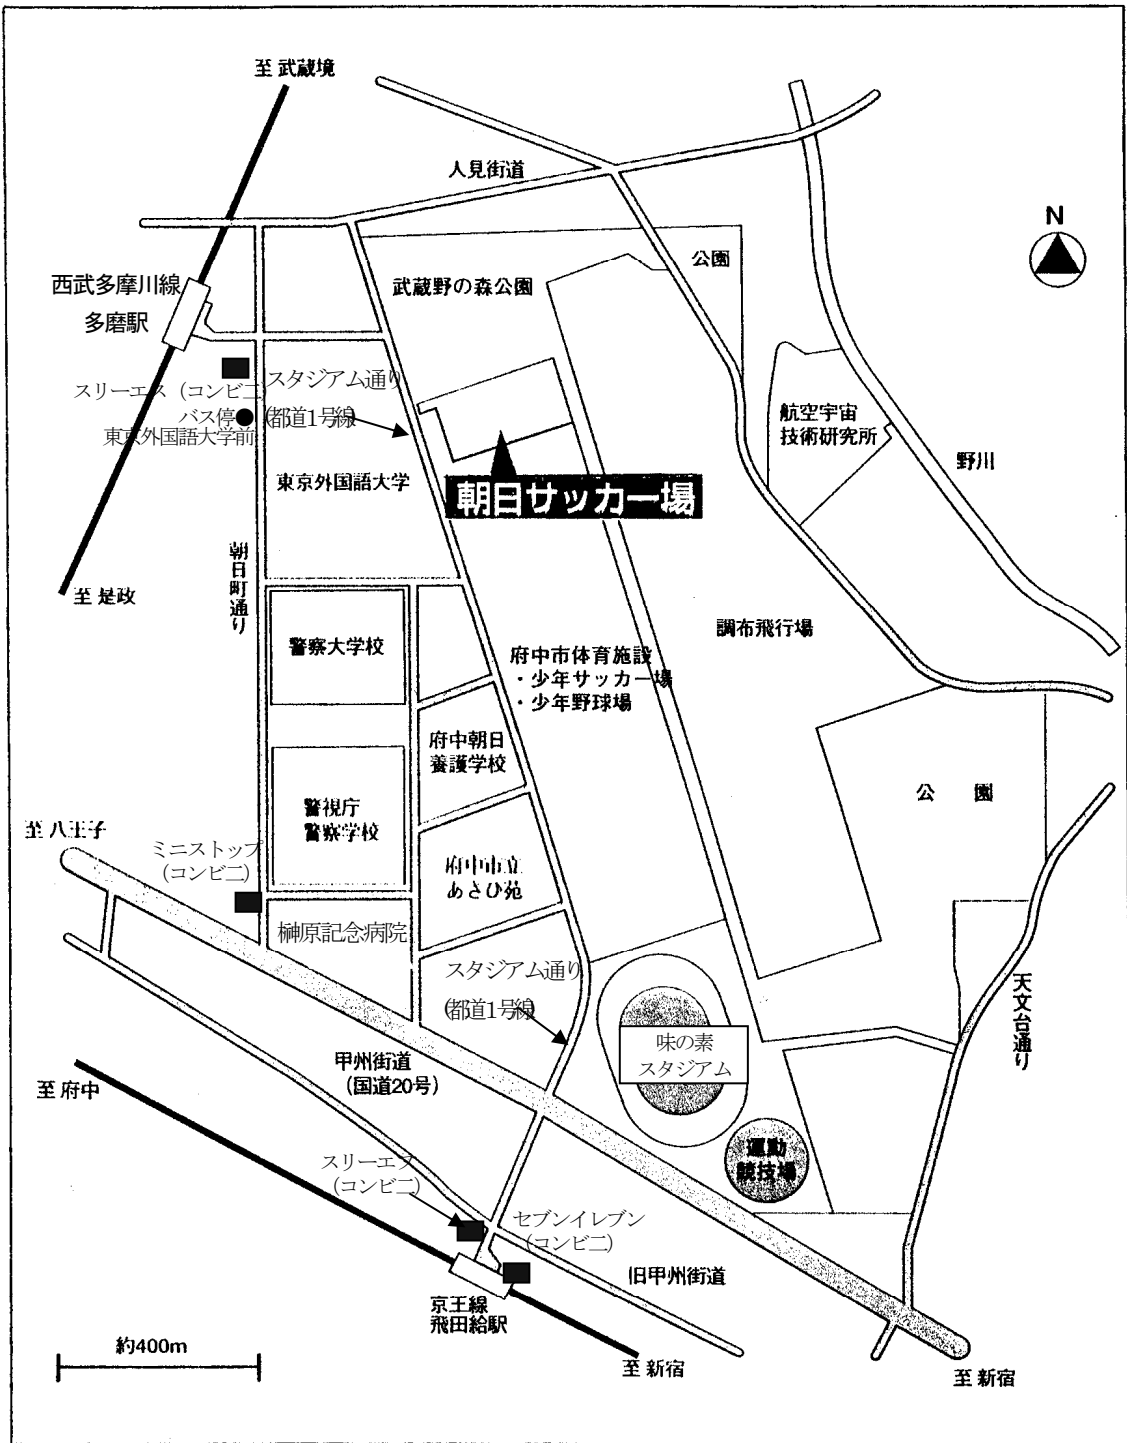 至 武蔵境
人見街道
N
公園
西武多摩川線
多磨駅
武蔵野の森公園
スリーエフ (コンビニ)
スタジアム通り
(都道1号線)
バス停●
東京外国語大学前
航空宇宙
技術研究所
野川
東京外国語大学
朝日サッカー場
朝日町通り
至 是政
調布飛行場
警察大学校
府中市体育施設
・少年サッカー場
・少年野球場
府中朝日
養護学校
公 園
警視庁
警察学校
至 八王子
ミニストップ
(コンビニ)
府中市立
あさひ苑
榊原記念病院
スタジアム通り
(都道1号線)
天文台通り
味の素
スタジアム
甲州街道
(国道20号)
至 府中
運動
競技場
スリーエフ
(コンビニ)
セブンイレブン
(コンビニ)
旧甲州街道
京王線
飛田給駅
約400m
至 新宿
至 新宿